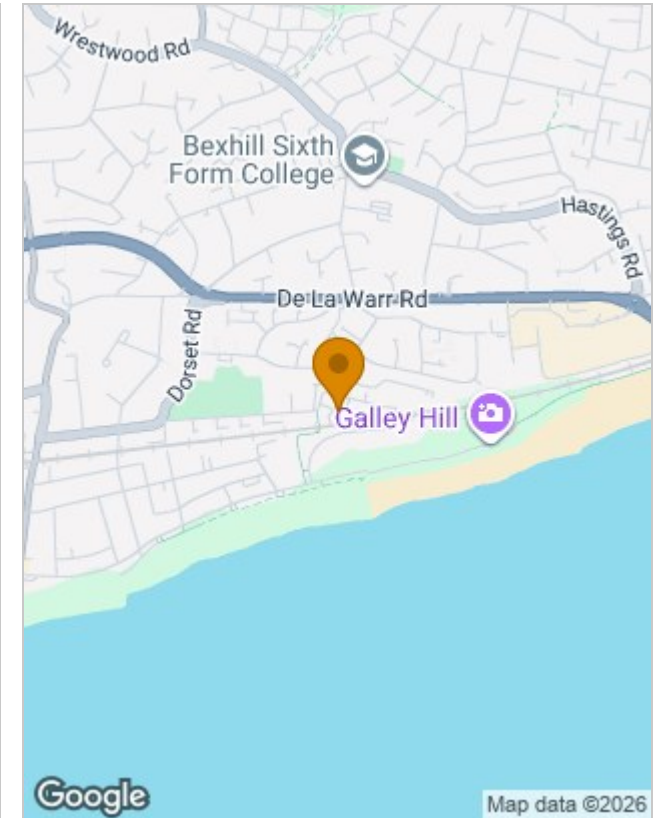 Wrestwood Rd
Bexhill Sixth
Form College
Hastings Rd
De La Warr Rd
Dorset Rd
Galley Hill
Google
Map data ©2026